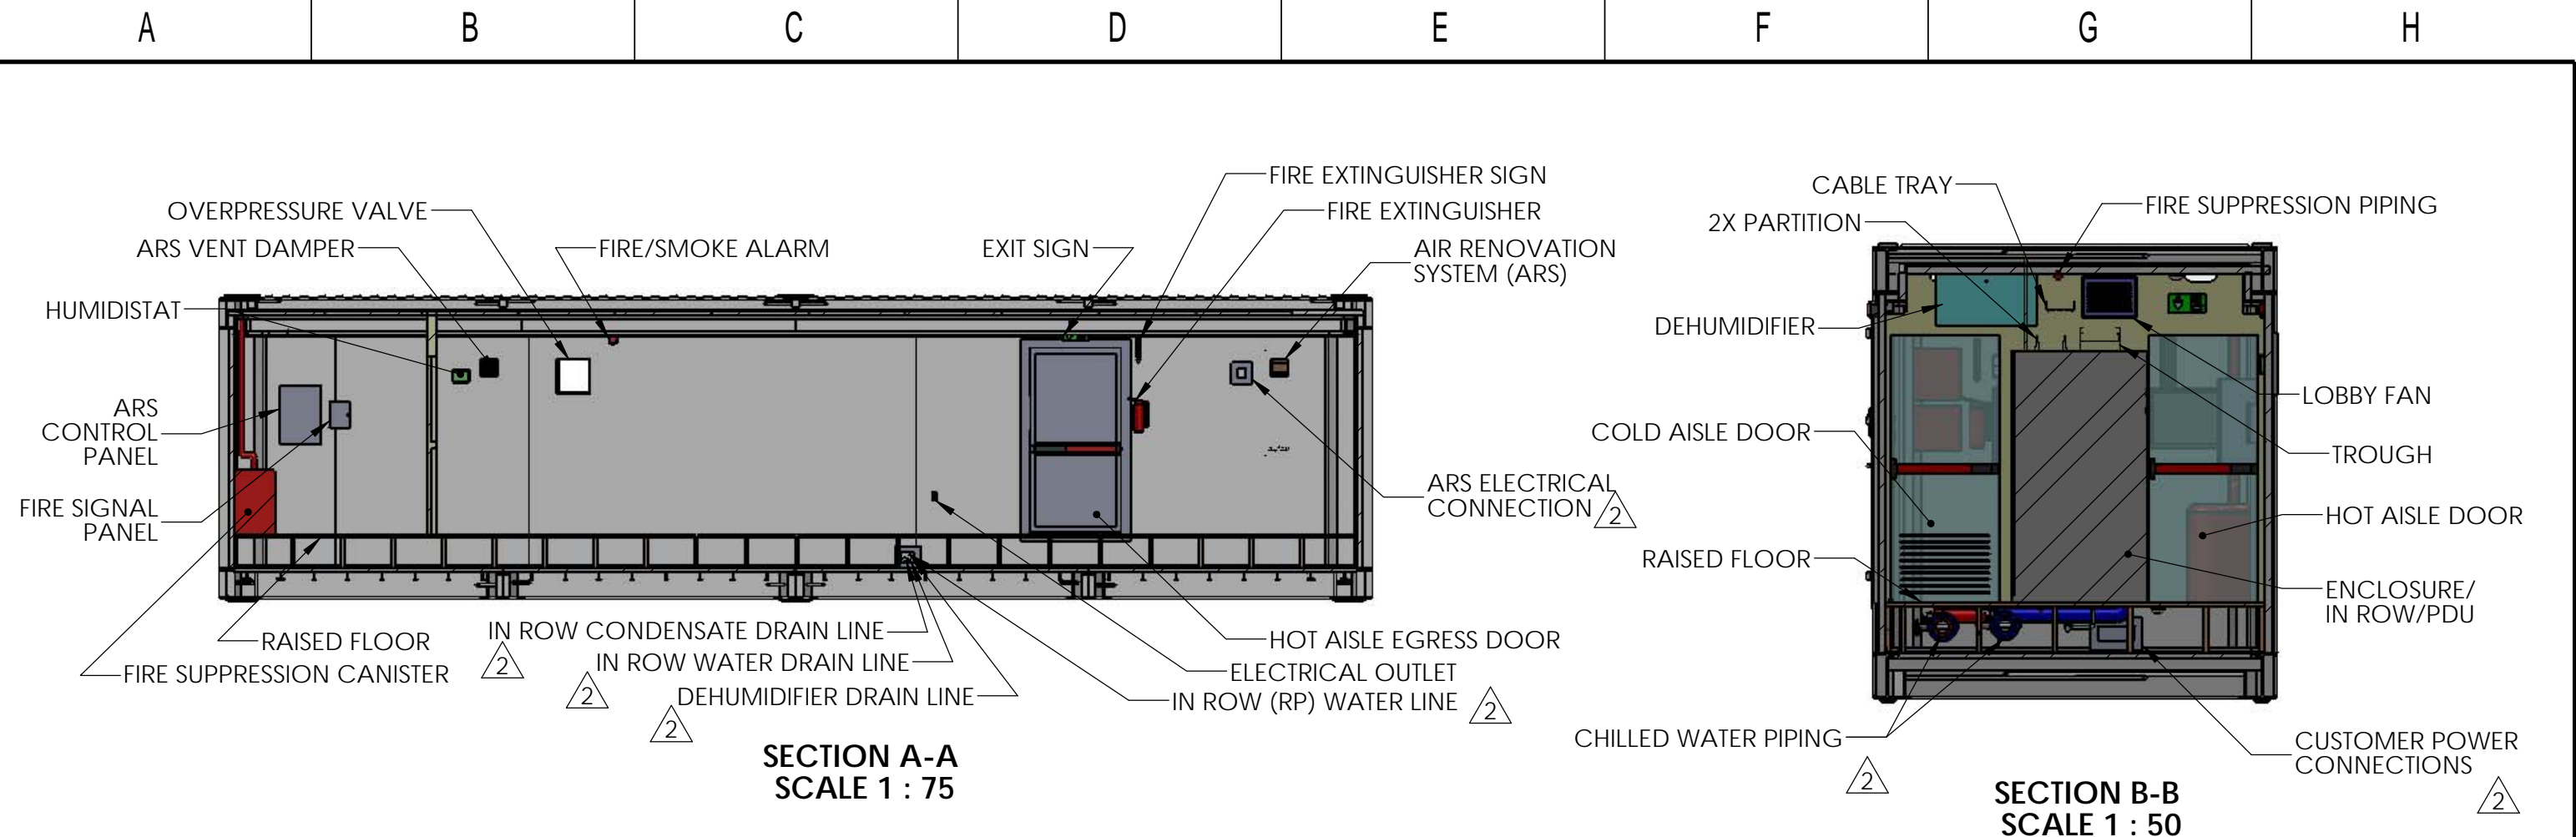 A B C D E F G H
FIRE EXTINGUISHER SIGN
OVERPRESSURE VALVE
FIRE EXTINGUISHER
ARS VENT DAMPER
FIRE/SMOKE ALARM
EXIT SIGN
AIR RENOVATION
SYSTEM (ARS)
HUMIDISTAT
ARS
CONTROL
PANEL
FIRE SIGNAL
PANEL
ARS ELECTRICAL
CONNECTION 2
RAISED FLOOR
FIRE SUPPRESSION CANISTER
IN ROW CONDENSATE DRAIN LINE
2
IN ROW WATER DRAIN LINE
2
DEHUMIDIFIER DRAIN LINE
2
HOT AISLE EGRESS DOOR
ELECTRICAL OUTLET
IN ROW (RP) WATER LINE 2
SECTION A-A
SCALE 1 : 75
CABLE TRAY
FIRE SUPPRESSION PIPING
2X PARTITION
DEHUMIDIFIER
LOBBY FAN
COLD AISLE DOOR
TROUGH
HOT AISLE DOOR
RAISED FLOOR
ENCLOSURE/
IN ROW/PDU
CHILLED WATER PIPING
2
CUSTOMER POWER
CONNECTIONS
2
SECTION B-B
SCALE 1 : 50